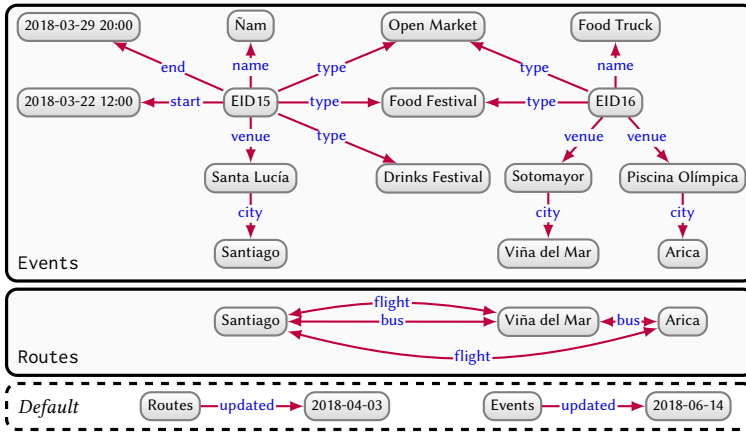 2018-03-29 20:00 Ñam Open Market Food Truck
end name type type name
2018-03-22 12:00 start EID15 type Food Festival type EID16
venue type venue venue
Santa Lucía Drinks Festival Sotomayor Piscina Olímpica
city city city
Santiago Viña del Mar Arica
Events
flight
Santiago bus Viña del Mar bus Arica
flight
Routes
Default Routes updated 2018-04-03 Events updated 2018-06-14